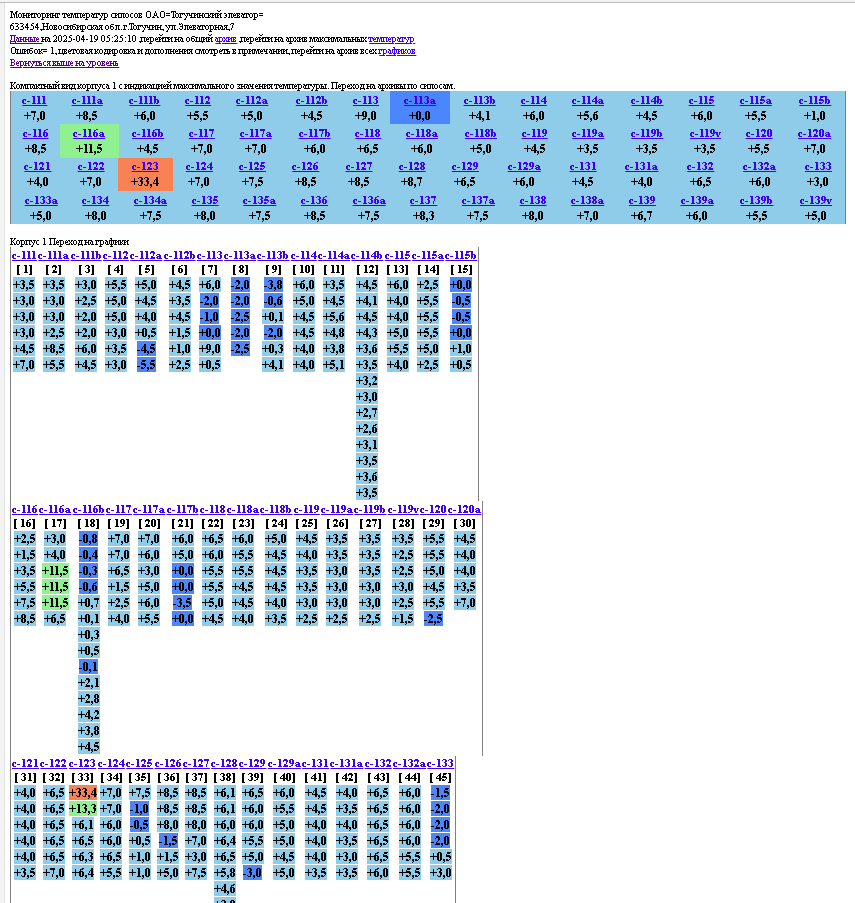 Мониторинг температур силосов ОАО=Тогучинский элеватор=
633454,Новосибирская обл.г.Тогучин,ул.Элеваторная,7
Данные на 2025-04-19 05:25:10 ,перейти на общий архив ,перейти на архив максимальных температур
Ошибок= 1, цветовая кодировка и дополнения смотреть в примечании, перейти на архив всех графиков
Вернуться выше на уровень
Компактный вид корпуса 1 с индикацией максимального значения температуры. Переход на архивы по силосам.
с-111 с-111а с-111b с-112 с-112а с-112b с-113 с-113а с-113b с-114 с-114а с-114b с-115 с-115а с-115b
+7,0 +8,5 +6,0 +5,5 +5,0 +4,5 +9,0 +0,0 +4,1 +6,0 +5,6 +4,5 +6,0 +5,5 +1,0
с-116 с-116а с-116b с-117 с-117а с-117b с-118 с-118а с-118b с-119 с-119а с-119b с-119v с-120 с-120а
+8,5 +11,5 +4,5 +7,0 +7,0 +6,0 +6,5 +6,0 +5,0 +4,5 +3,5 +3,5 +3,5 +5,5 +7,0
с-121 с-122 с-123 с-124 с-125 с-126 с-127 с-128 с-129 с-129а с-131 с-131а с-132 с-132а с-133
+4,0 +7,0 +33,4 +7,0 +7,5 +8,5 +8,5 +8,7 +6,5 +6,0 +4,5 +4,0 +6,5 +6,0 +3,0
с-133а с-134 с-134а с-135 с-135а с-136 с-136а с-137 с-137а с-138 с-138а с-139 с-139а с-139b с-139v
+5,0 +8,0 +7,5 +8,0 +7,5 +8,5 +7,5 +8,3 +7,5 +8,0 +7,0 +6,7 +6,0 +5,5 +5,0
Корпус 1 Переход на графики
с-111 с-111а с-111b с-112 с-112а с-112b с-113 с-113а с-113b с-114 с-114а с-114b с-115 с-115а с-115b
[ 1] [ 2] [ 3] [ 4] [ 5] [ 6] [ 7] [ 8] [ 9] [ 10] [ 11] [ 12] [ 13] [ 14] [ 15]
+3,5 +3,5 +3,0 +5,5 +5,0 +4,5 +6,0 -2,0 -3,8 +6,0 +3,5 +4,5 +6,0 +2,5 +0,0
+3,0 +3,0 +2,5 +5,0 +4,5 +3,5 -2,0 -2,0 -0,6 +4,5 +4,5 +4,1 +4,5 +5,5 -0,5
+3,0 +3,0 +2,0 +5,0 +4,0 +4,5 -1,0 -2,5 +0,1 +4,5 +5,6 +4,5 +4,0 +5,5 -0,5
+3,0 +2,5 +2,0 +3,0 +0,5 +1,5 +0,0 -2,0 -2,0 +4,5 +4,8 +4,3 +5,0 +5,5 +0,0
+4,5 +8,5 +6,0 +3,5 -4,5 +1,0 +9,0 -2,5 +0,3 +4,0 +3,8 +3,6 +5,5 +5,0 +1,0
+7,0 +5,5 +4,5 +3,0 -5,5 +2,5 +0,5 +4,1 +4,0 +5,1 +3,5 +4,0 +2,5 +0,5
+3,2
+3,0
+2,7
+2,6
+3,1
+3,5
+3,6
+3,5
с-116 с-116а с-116b с-117 с-117а с-117b с-118 с-118а с-118b с-119 с-119а с-119b с-119v с-120 с-120а
[ 16] [ 17] [ 18] [ 19] [ 20] [ 21] [ 22] [ 23] [ 24] [ 25] [ 26] [ 27] [ 28] [ 29] [ 30]
+2,5 +3,0 -0,8 +7,0 +7,0 +6,0 +6,5 +6,0 +5,0 +4,5 +3,5 +3,5 +3,5 +5,5 +4,5
+1,5 +4,0 -0,4 +7,0 +6,0 +5,0 +6,0 +5,5 +4,5 +4,0 +3,5 +3,5 +2,5 +5,5 +4,0
+3,5 +11,5 -0,3 +6,5 +3,0 +0,0 +5,5 +5,5 +4,5 +4,0 +3,5 +3,0 +2,5 +5,0 +4,0
+5,5 +11,5 -0,6 +1,5 +5,0 +0,0 +5,5 +4,5 +4,5 +3,5 +3,0 +3,0 +3,0 +4,5 +3,5
+7,5 +11,5 +0,7 +2,5 +6,0 -3,5 +5,0 +4,5 +4,0 +3,0 +3,0 +3,0 +2,5 +5,5 +7,0
+8,5 +6,5 +0,1 +4,0 +5,5 +0,0 +4,0 +4,0 +3,5 +2,5 +2,5 +2,5 +1,5 -2,5
+0,3
+0,5
-0,1
+2,1
+2,8
+4,2
+3,8
+4,5
с-121 с-122 с-123 с-124 с-125 с-126 с-127 с-128 с-129 с-129а с-131 с-131а с-132 с-132а с-133
[ 31] [ 32] [ 33] [ 34] [ 35] [ 36] [ 37] [ 38] [ 39] [ 40] [ 41] [ 42] [ 43] [ 44] [ 45]
+4,0 +6,5 +33,4 +7,0 +7,5 +8,5 +8,5 +6,1 +6,5 +6,0 +4,5 +4,0 +6,5 +6,0 -1,5
+4,0 +6,5 +13,3 +7,0 -1,0 +8,5 +8,5 +6,1 +6,0 +5,5 +4,5 +3,5 +6,0 +6,0 -2,0
+4,0 +6,5 +6,1 +6,0 -0,5 +8,0 +8,0 +6,0 +6,0 +5,0 +4,0 +4,0 +6,0 +6,0 -2,0
+4,0 +6,5 +6,5 +6,0 +0,5 -1,5 +7,0 +6,4 +5,5 +5,0 +4,0 +3,5 +6,5 +6,0 -2,0
+4,0 +6,5 +6,3 +6,5 +1,0 +1,5 +3,0 +6,5 +5,0 +4,5 +4,0 +3,0 +6,5 +5,5 +0,5
+3,5 +7,0 +6,4 +5,5 +1,0 +5,0 +7,5 +5,8 -3,0 +5,0 +3,5 +3,5 +6,0 +5,5 +3,0
+4,6